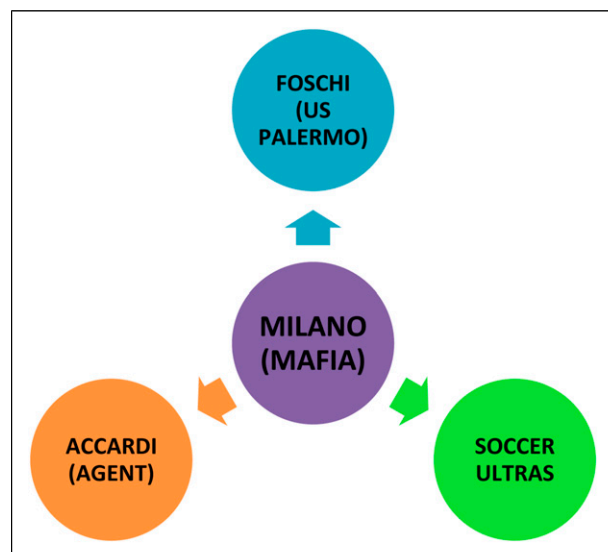 FOSCHI
(US
PALERMO)
MILANO
(MAFIA)
ACCARDI
(AGENT)
SOCCER
ULTRAS